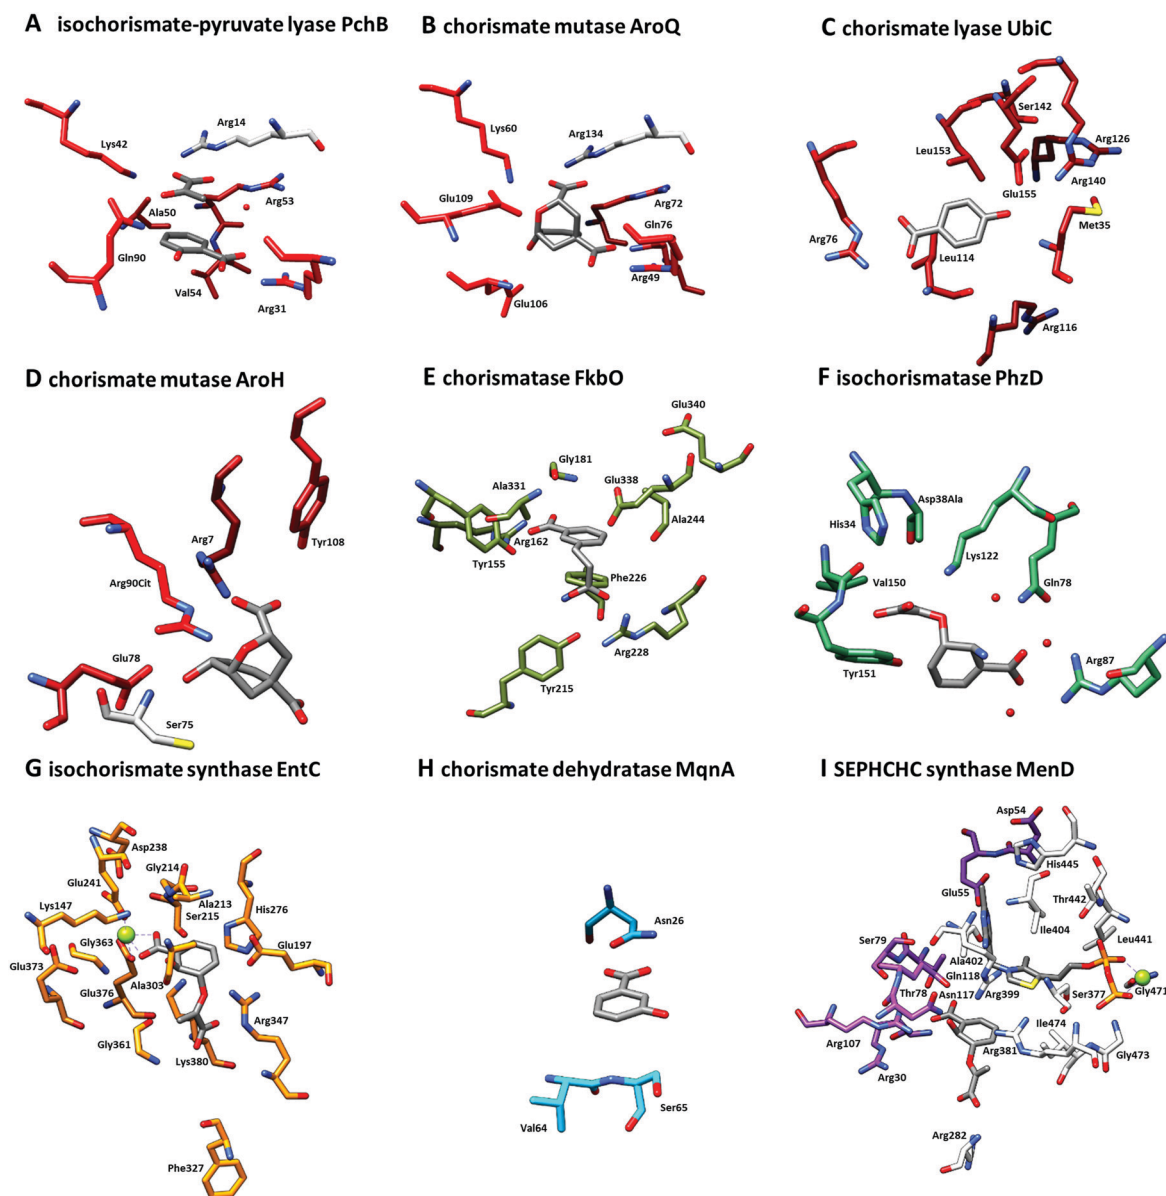 A isochorismate-pyruvate lyase PchB
Arg14
Lys42
Ala50
Arg53
Gln90
Val54
Arg31
B chorismate mutase AroQ
Lys60
Arg134
Glu109
Arg72
Gln76
Arg49
Glu106
C chorismate lyase UbiC
Ser142
Leu153
Arg126
Glu155
Arg140
Met35
Arg76
Leu114
Arg116
D chorismate mutase AroH
Arg7
Tyr108
Arg90Cit
Glu78
Ser75
E chorismatase FkbO
Glu340
Gly181
Ala331
Glu338
Ala244
Arg162
Tyr155
Phe226
Arg228
Tyr215
F isochorismatase PhzD
Asp38Ala
His34
Lys122
Val150
Gln78
Tyr151
Arg87
G isochorismate synthase EntC
Asp238
Gly214
Glu241
Ala213
Lys147
Ser215
His276
Gly363
Glu197
Glu373
Ala303
Glu376
Arg347
Gly361
Lys380
Phe327
H chorismate dehydratase MqnA
Asn26
Ser65
Val64
I SEPHCHC synthase MenD
Asp54
His445
Glu55
Thr442
Ile404
Leu441
Ser79
Ala402
Gln118
Gly471
Thr78
Asn117
Arg399
Ser377
Ile474
Arg107
Arg381
Gly473
Arg30
Arg282